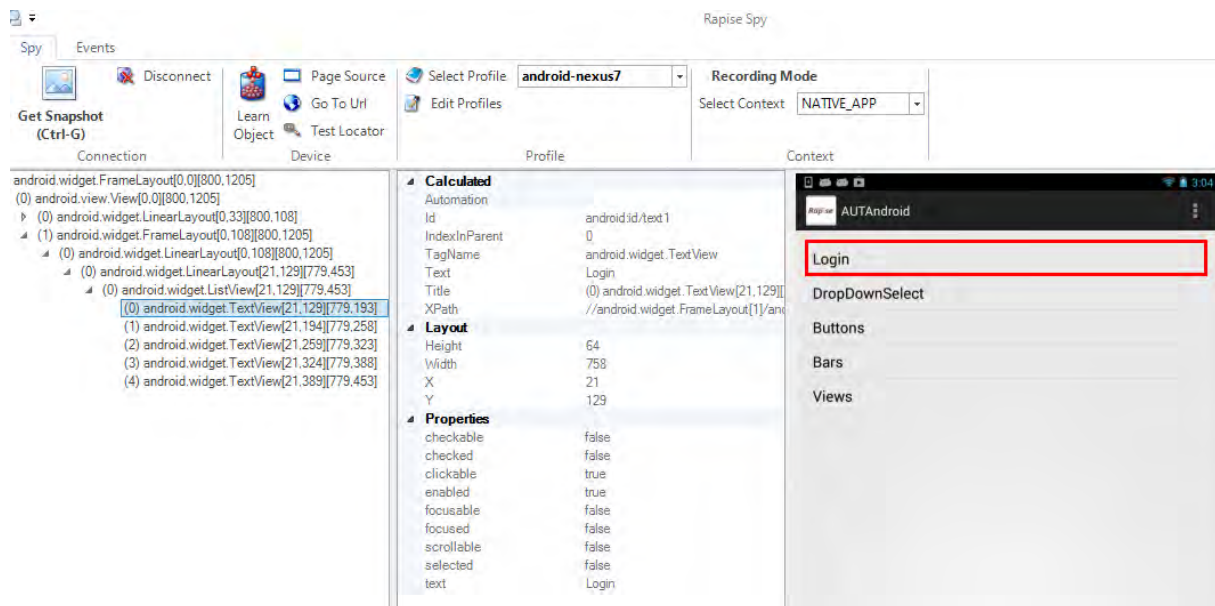 Rapise Spy
Spy Events
Get Snapshot
(Ctrl-G)
Disconnect
Connection
Learn
Object
Page Source
Go To Url
Test Locator
Device
Select Profile android-nexus7
Edit Profiles
Profile
Recording Mode
Select Context NATIVE_APP
Context
android.widget.FrameLayout[0,0][800,1205]
(0) android.view.View[0,0][800,1205]
(0) android.widget.LinearLayout[0,33][800,108]
(1) android.widget.FrameLayout[0,108][800,1205]
(0) android.widget.LinearLayout[0,108][800,1205]
(0) android.widget.LinearLayout[21,129][779,453]
(0) android.widget.ListView[21,129][779,453]
(0) android.widget.TextView[21,129][779,193]
(1) android.widget.TextView[21,194][779,258]
(2) android.widget.TextView[21,259][779,323]
(3) android.widget.TextView[21,324][779,388]
(4) android.widget.TextView[21,389][779,453]
Calculated
Automation
Id android:id/text1
IndexInParent 0
TagName android.widget.TextView
Text Login
Title (0) android.widget.TextView[21,129][
XPath //android.widget.FrameLayout[1]/and
Layout
Height 64
Width 758
X 21
Y 129
Properties
checkable false
checked false
clickable true
enabled true
focusable false
focused false
scrollable false
selected false
text Login
3:04
Rapise AUTAndroid
Login
DropDownSelect
Buttons
Bars
Views